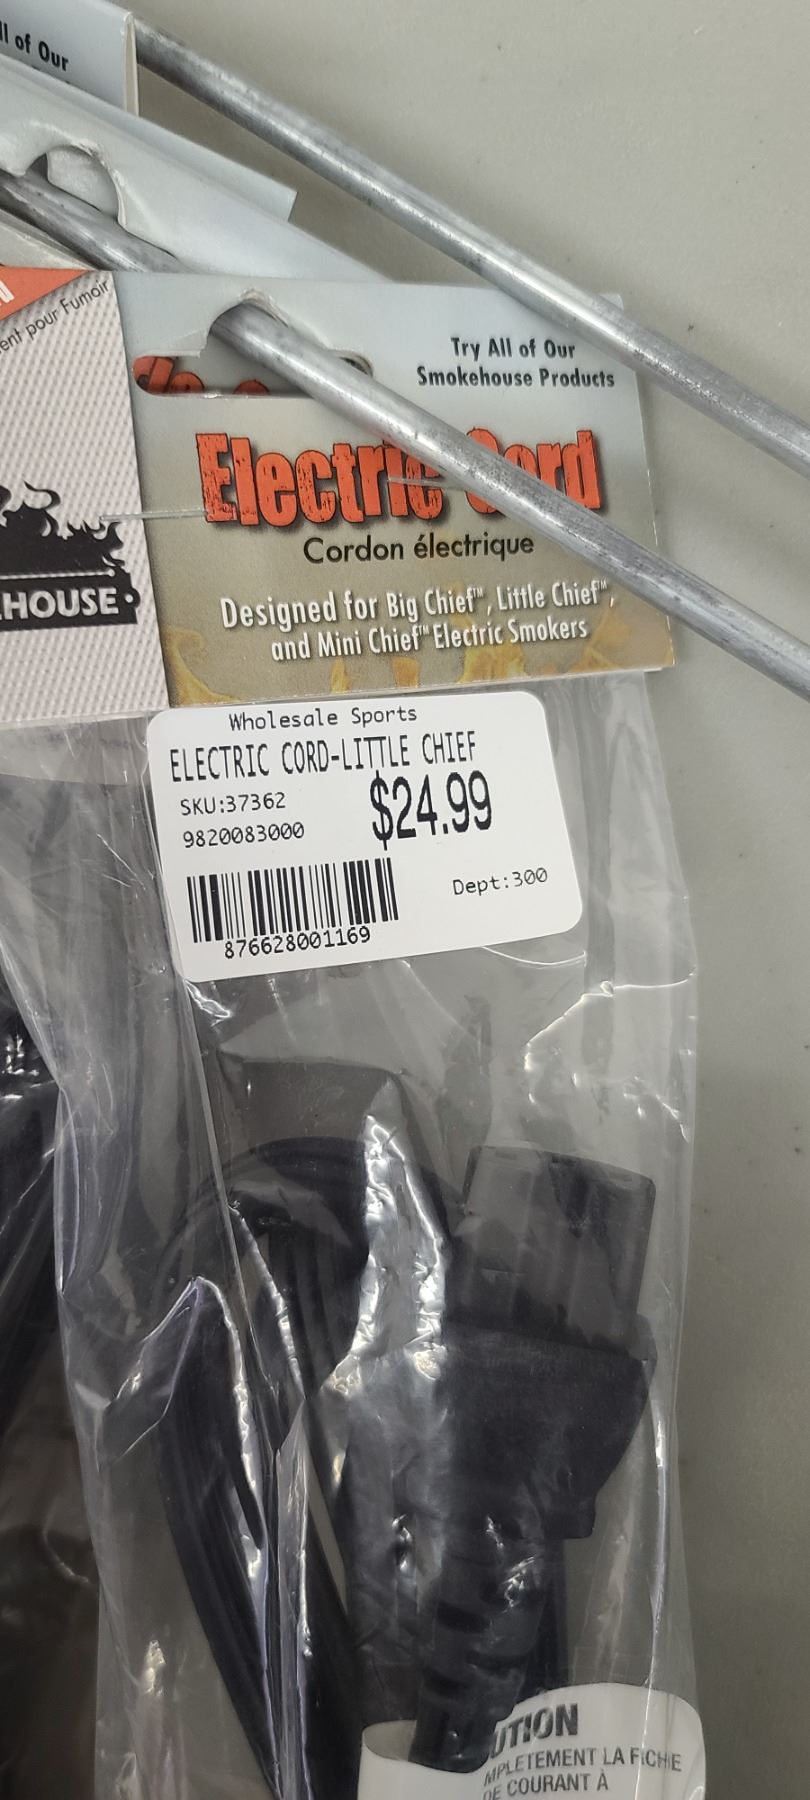 ll of Our
ent pour Fumoir
HOUSE
Try All of Our
Smokehouse Products
Electric Cord
Cordon électrique
Designed for Big Chief™, Little Chief™,
and Mini Chief™ Electric Smokers
Wholesale Sports
ELECTRIC CORD-LITTLE CHIEF
SKU:37362
$24.99
9820083000
Dept:300
876628001169
UTION
MPLETEMENT LA FICHE
DE COURANT À